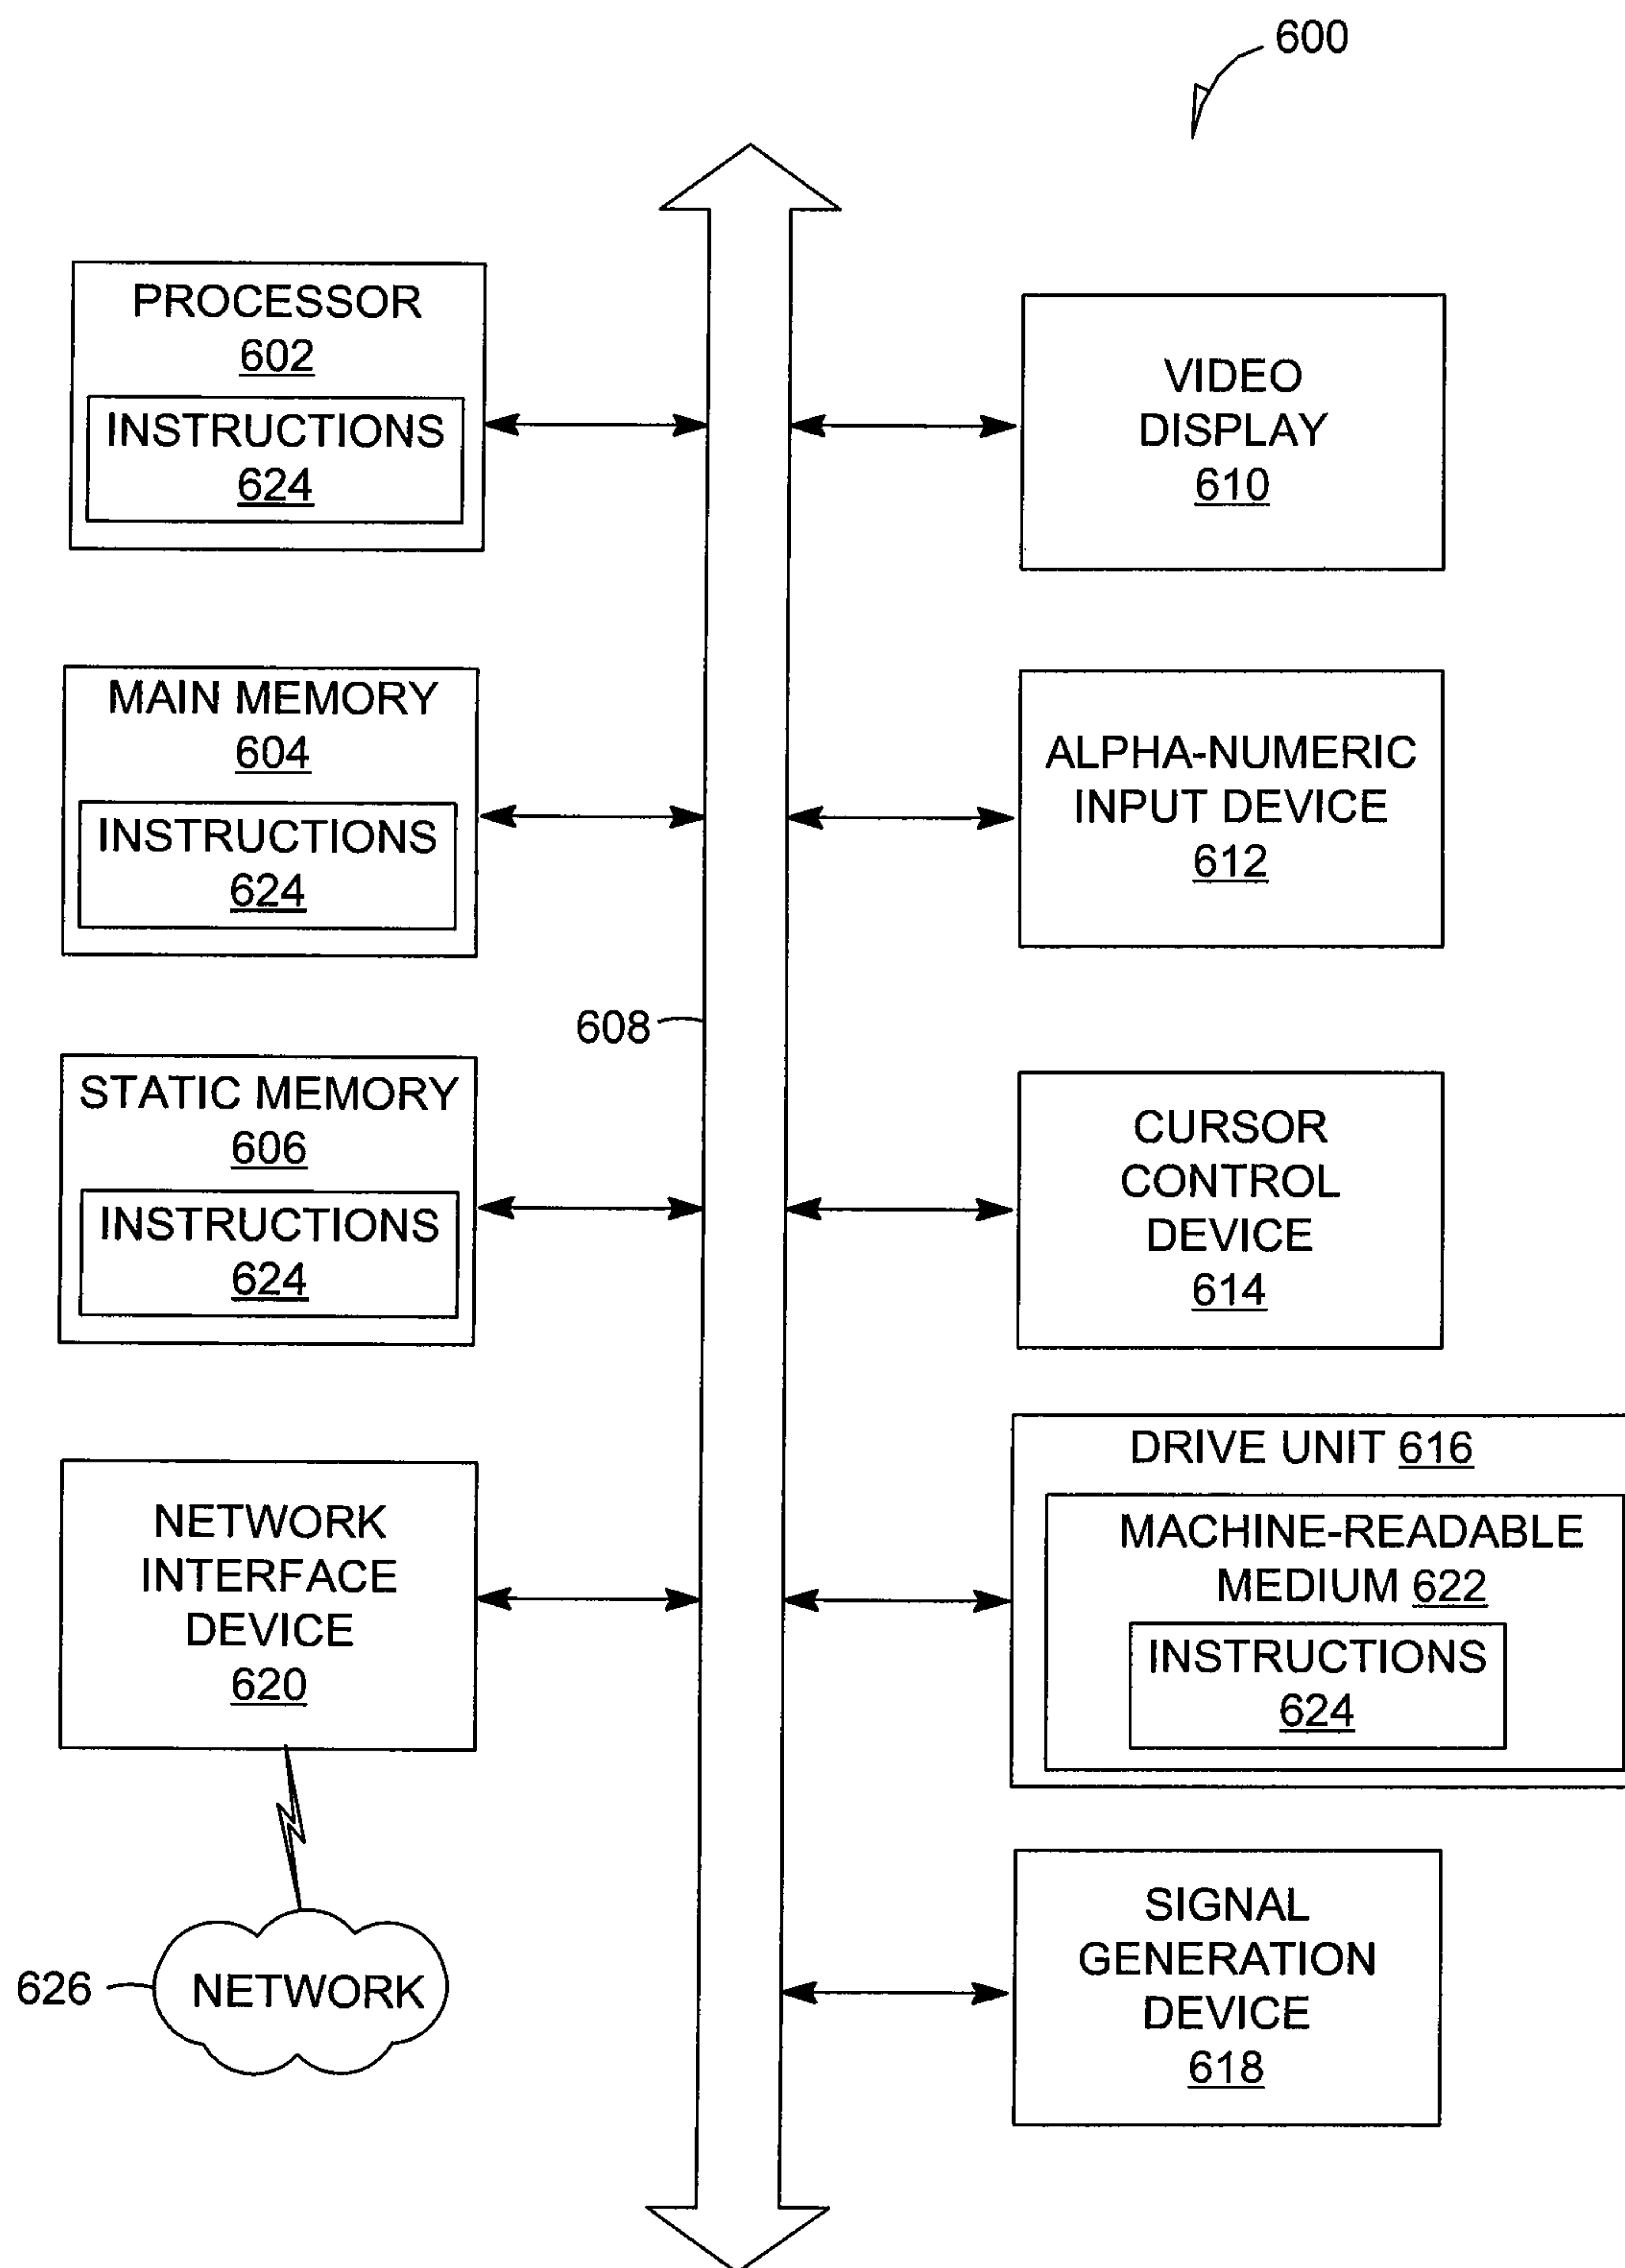 600
PROCESSOR
602
INSTRUCTIONS
624
MAIN MEMORY
604
INSTRUCTIONS
624
608
STATIC MEMORY
606
INSTRUCTIONS
624
NETWORK
INTERFACE
DEVICE
620
626
NETWORK
VIDEO
DISPLAY
610
ALPHA-NUMERIC
INPUT DEVICE
612
CURSOR
CONTROL
DEVICE
614
DRIVE UNIT 616
MACHINE-READABLE
MEDIUM 622
INSTRUCTIONS
624
SIGNAL
GENERATION
DEVICE
618